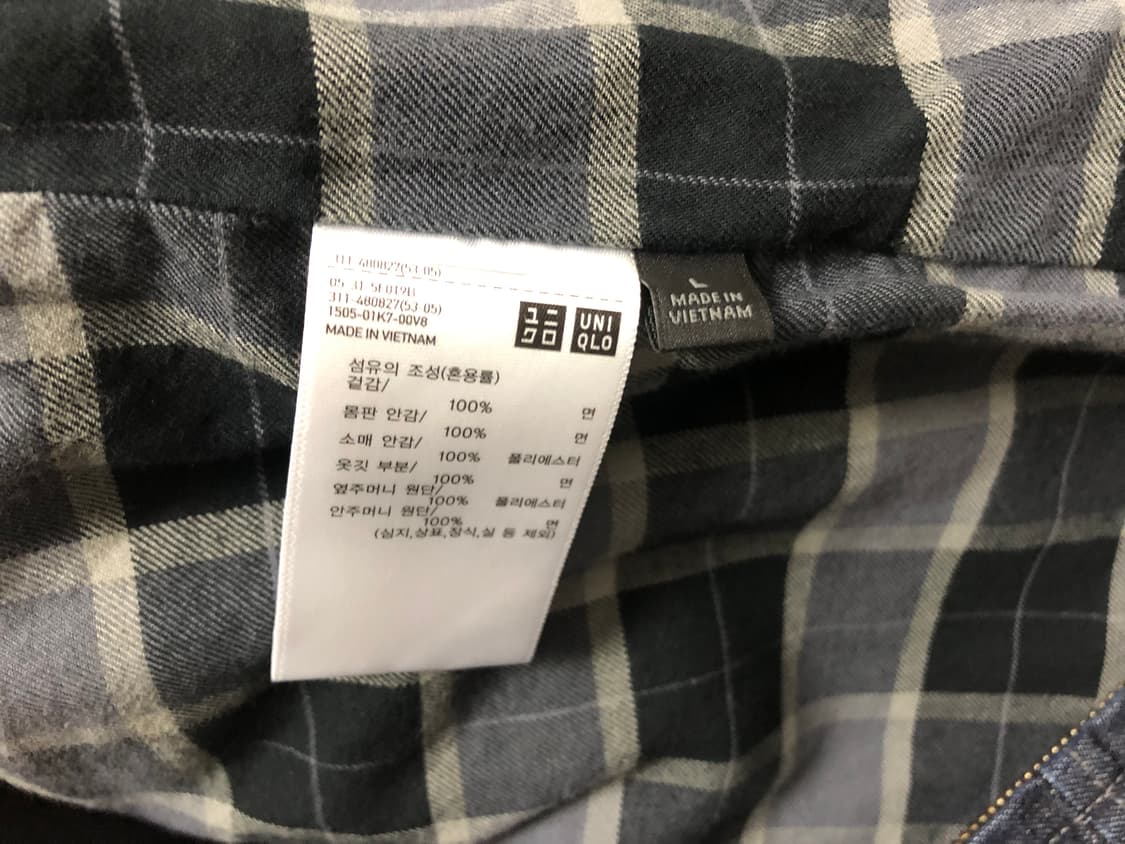 311-480827(53-05)
05 31-5F019B
311-480827(53-05)
1505-01K7-00V8
MADE IN VIETNAM
ユニ
クロ
UNI
QLO
섬유의 조성(혼용률)
겉감/
100% 면
몸판 안감/
100% 면
소매 안감/
100% 폴리에스터
옷깃 부분/
100% 면
옆주머니 원단/
100% 폴리에스터
안주머니 원단/
100% 면
(심지,상표,장식,실 등 제외)
L
MADE IN
VIETNAM